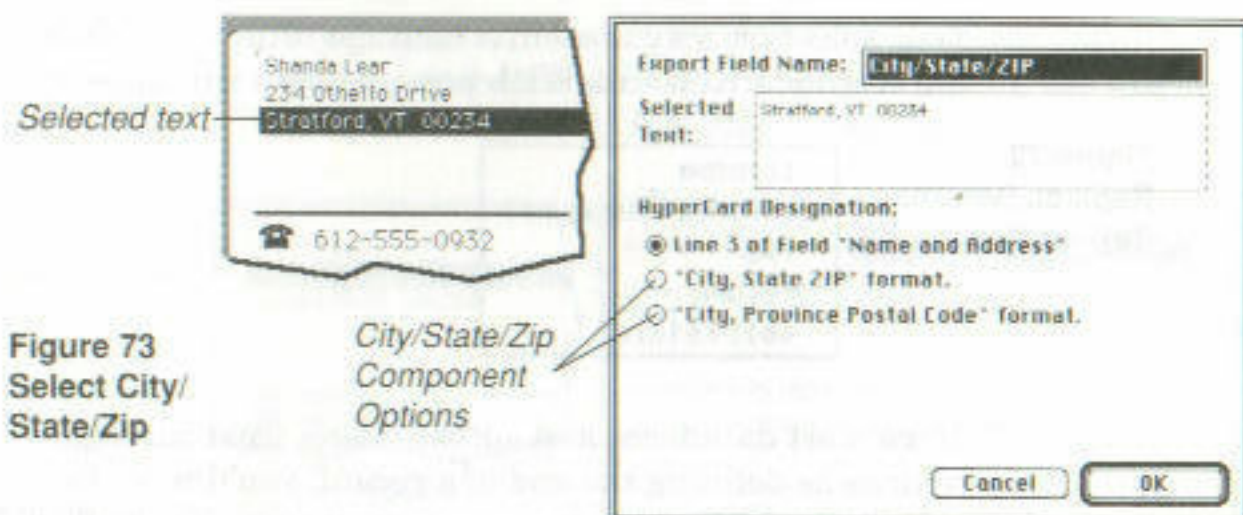 Shanda Lear
234 Othello Drive
Selected text
Stratford, VT 00234
☎ 612-555-0932
Figure 73
Select City/
State/Zip
City/State/Zip
Component
Options
Export Field Name: City/State/ZIP
Selected
Text:
Stratford, VT 00234
HyperCard Designation:
Line 3 of Field "Name and Address"
"City, State ZIP" format.
"City, Province Postal Code" format.
Cancel
OK